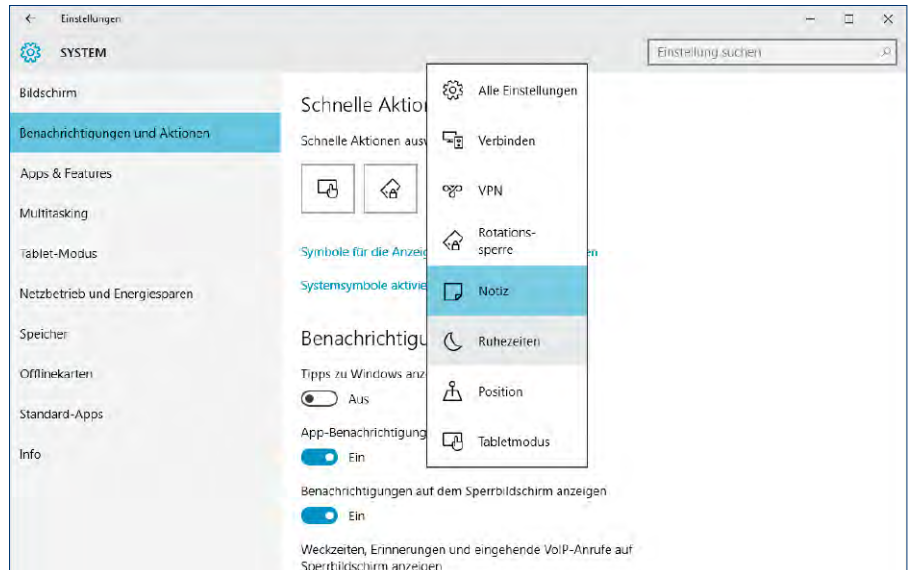 Einstellungen
SYSTEM
Einstellung suchen
Bildschirm
Benachrichtigungen und Aktionen
Apps & Features
Multitasking
Tablet-Modus
Netzbetrieb und Energiesparen
Speicher
Offlinekarten
Standard-Apps
Info
Schnelle Aktion
Schnelle Aktionen ausw
Symbole für die Anzeig
en
Systemsymbole aktivie
Benachrichtigu
Tipps zu Windows anz
Aus
App-Benachrichtigung
Ein
Benachrichtigungen auf dem Sperrbildschirm anzeigen
Ein
Weckzeiten, Erinnerungen und eingehende VoIP-Anrufe auf
Sperrbildschirm anzeigen
Alle Einstellungen
Verbinden
VPN
Rotations-
sperre
Notiz
Ruhezeiten
Position
Tabletmodus